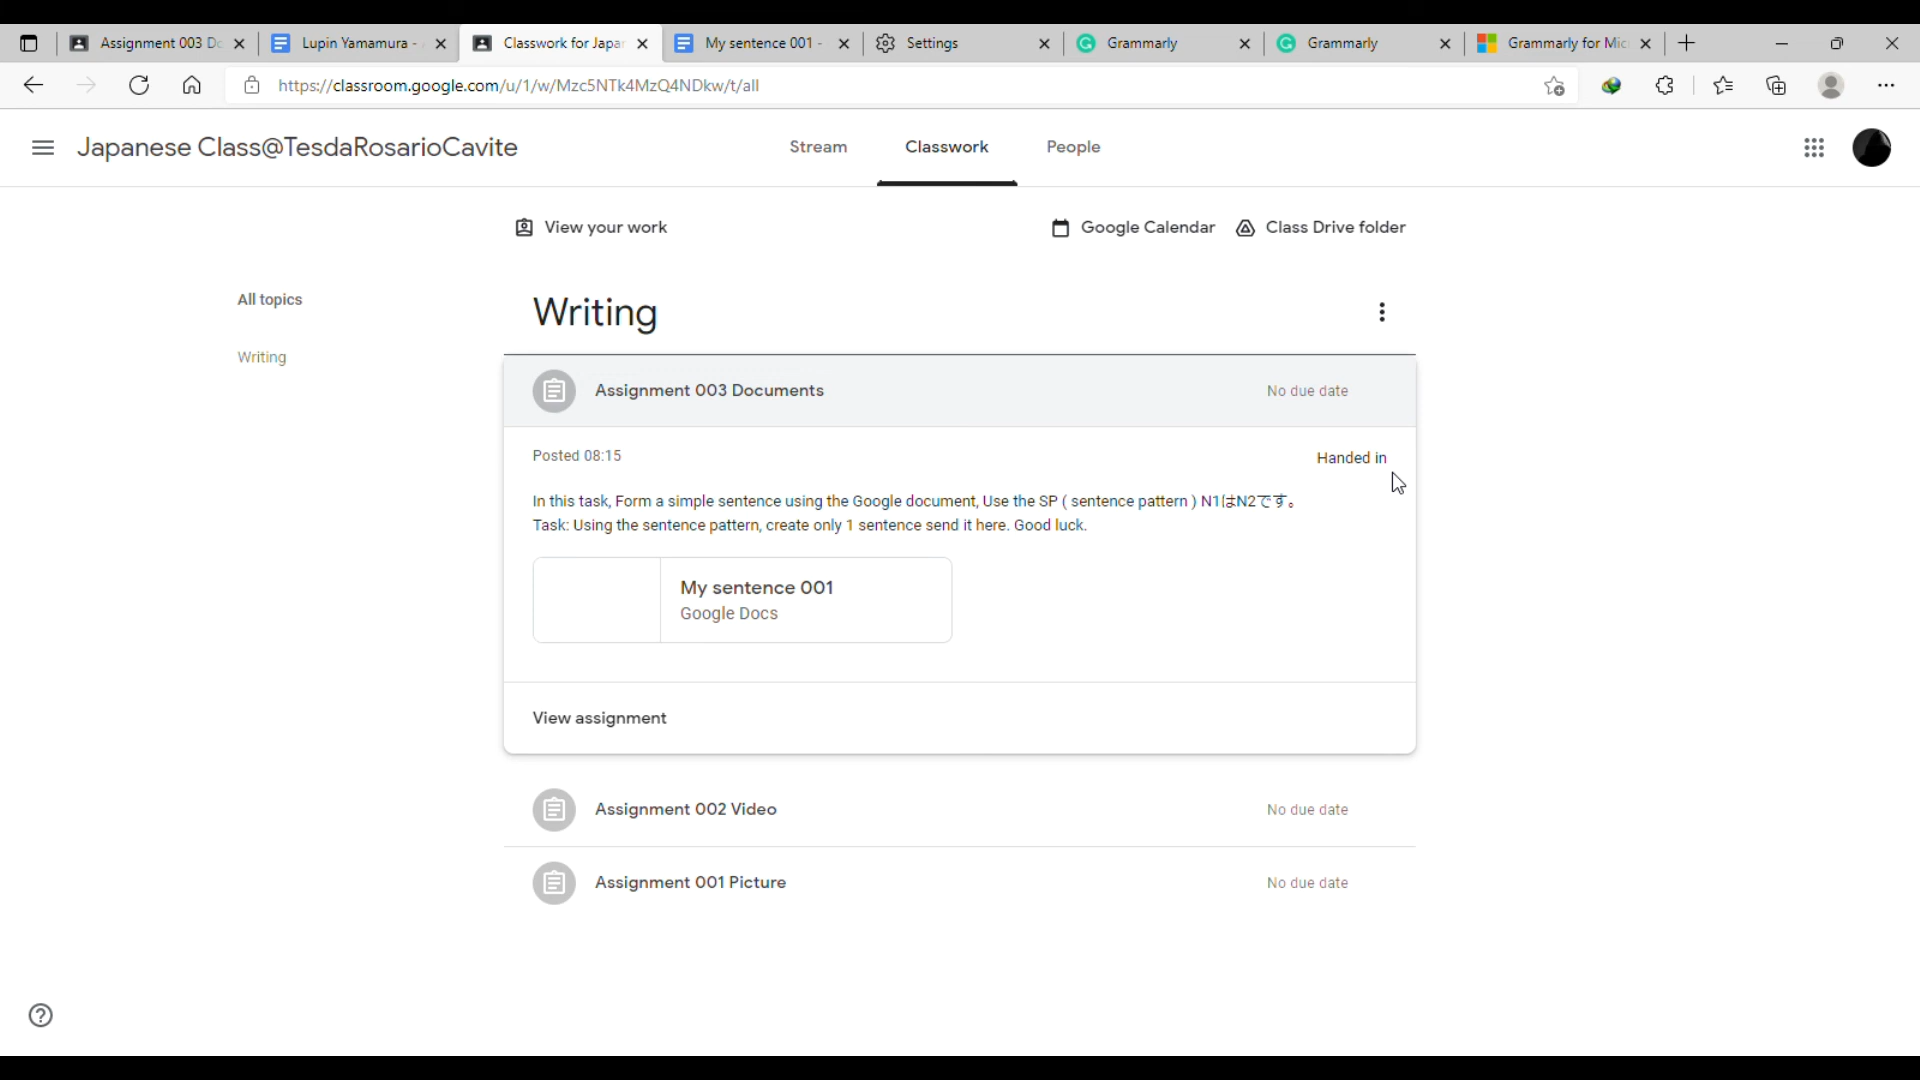 Assignment 003 Dc
Lupin Yamamura -
Classwork for Japar
My sentence 001 -
Settings
Grammarly
Grammarly
Grammarly for Mic
https://classroom.google.com/u/1/w/Mzc5NTk4MzQ4NDkw/t/all
Japanese Class@TesdaRosarioCavite
Stream
Classwork
People
View your work
Google Calendar
Class Drive folder
All topics
Writing
Writing
Assignment 003 Documents
No due date
Posted 08:15
Handed in
In this task, Form a simple sentence using the Google document, Use the SP ( sentence pattern ) N1はN2です。
Task: Using the sentence pattern, create only 1 sentence send it here. Good luck.
My sentence 001
Google Docs
View assignment
Assignment 002 Video
No due date
Assignment 001 Picture
No due date